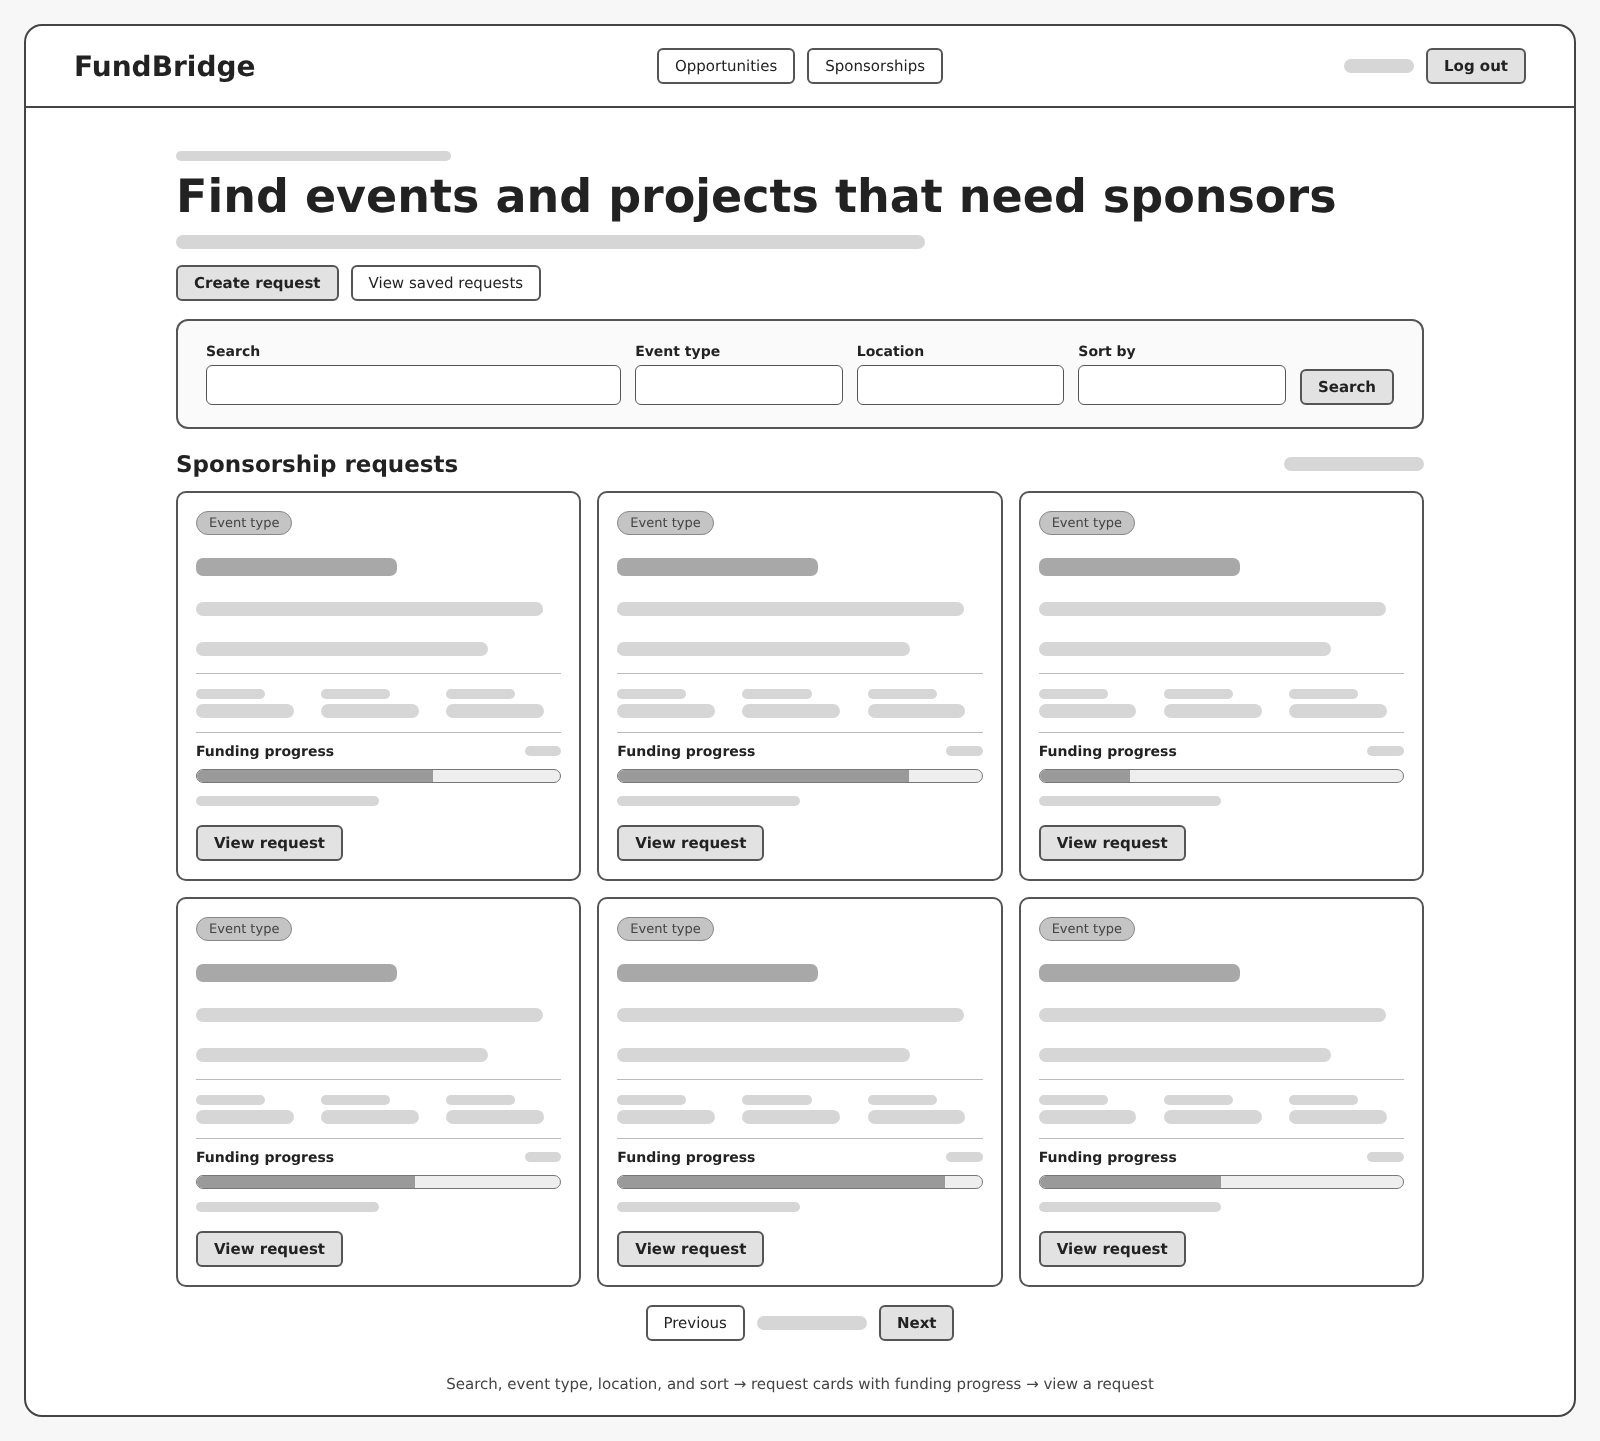 FundBridge
Opportunities Sponsorships
Log out
Find events and projects that need sponsors
Create request View saved requests
Search Event type Location Sort by
Search
Sponsorship requests
Event type Event type Event type
Funding progress Funding progress Funding progress
View request View request View request
Event type Event type Event type
Funding progress Funding progress Funding progress
View request View request View request
Previous Next
Search, event type, location, and sort → request cards with funding progress → view a request